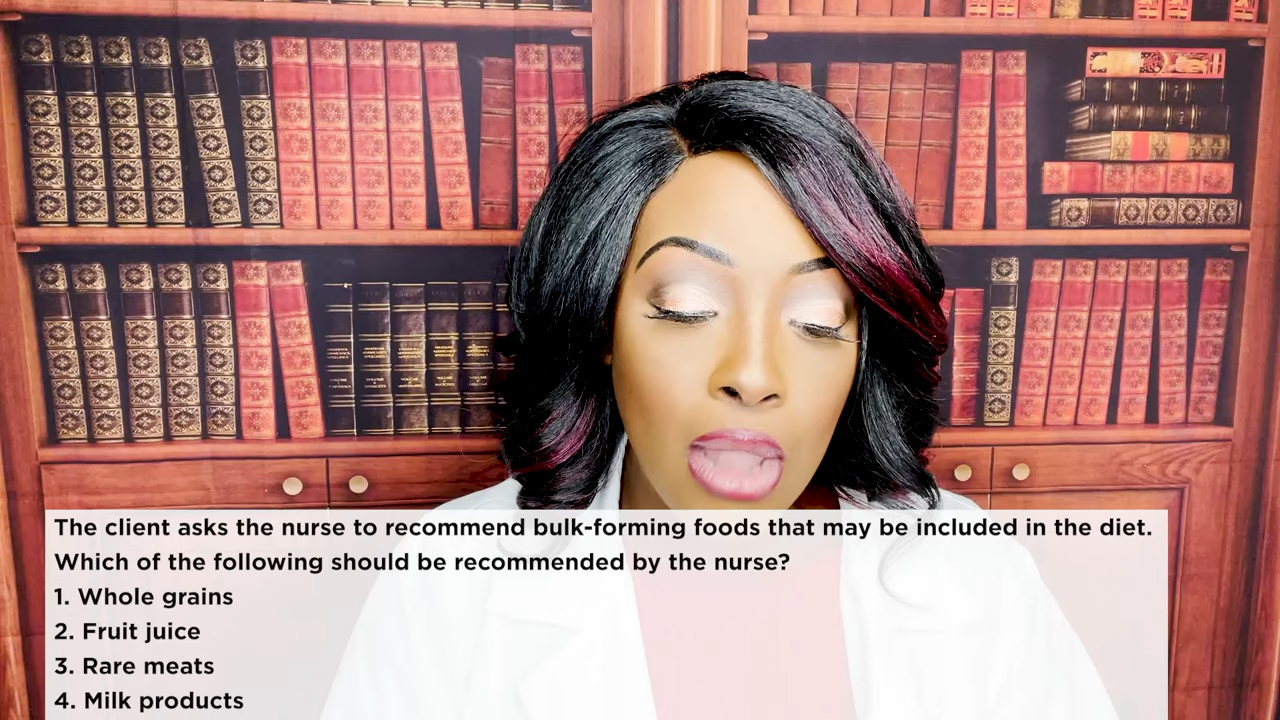 The client asks the nurse to recommend bulk-forming foods that may be included in the diet.
Which of the following should be recommended by the nurse?
1. Whole grains
2. Fruit juice
3. Rare meats
4. Milk products